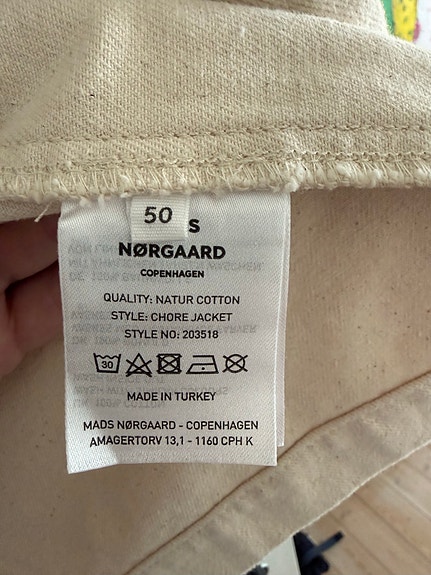 50
S
NØRGAARD
COPENHAGEN
QUALITY: NATUR COTTON
STYLE: CHORE JACKET
STYLE NO: 203518
30
MADE IN TURKEY
MADS NØRGAARD - COPENHAGEN
AMAGERTORV 13,1 - 1160 CPH K